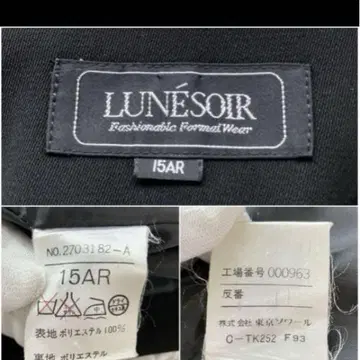 LUNÉSOIR
Fashionable Formal Wear
15AR
NO.2703182-A
15AR
表地 ポリエステル100%
裏地 ポリエステル
工場番号 000963
反番
株式会社 東京ソワール
C-TK252 F93